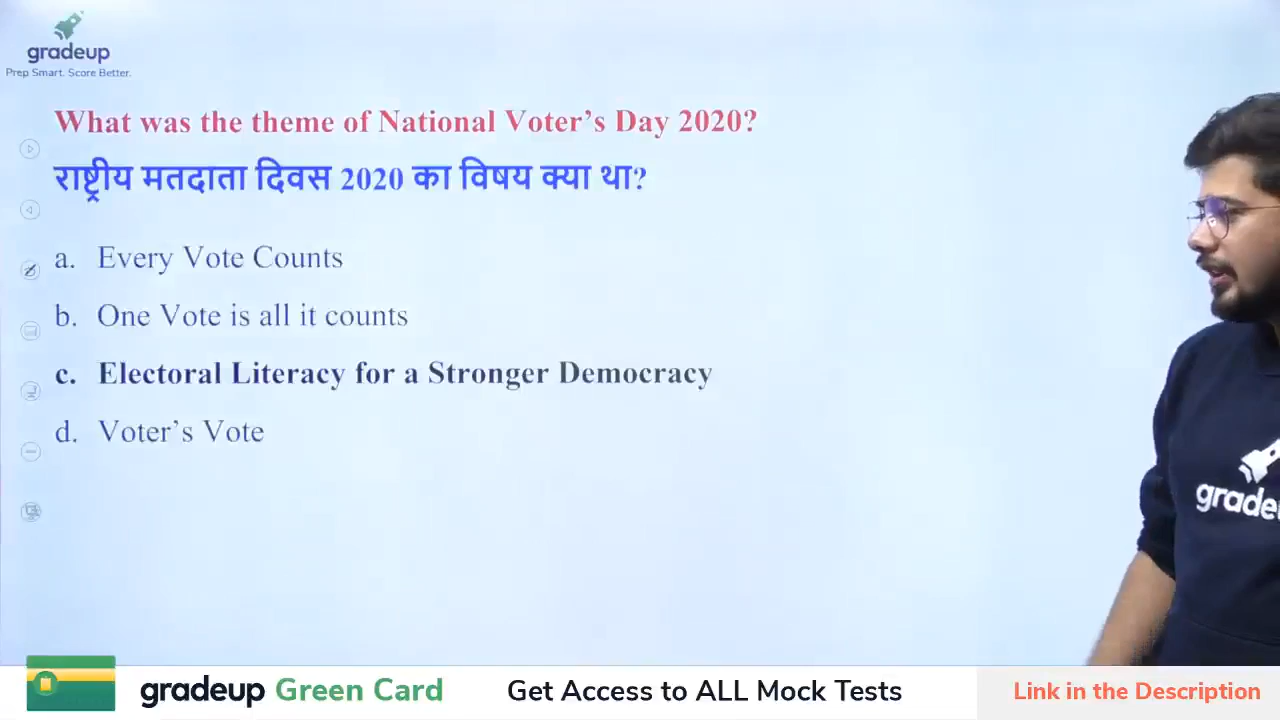 gradeup
Prep Smart. Score Better.
What was the theme of National Voter’s Day 2020?
राष्ट्रीय मतदाता दिवस 2020 का विषय क्या था?
a. Every Vote Counts
b. One Vote is all it counts
c. Electoral Literacy for a Stronger Democracy
d. Voter’s Vote
gradeu
gradeup Green Card Get Access to ALL Mock Tests Link in the Description